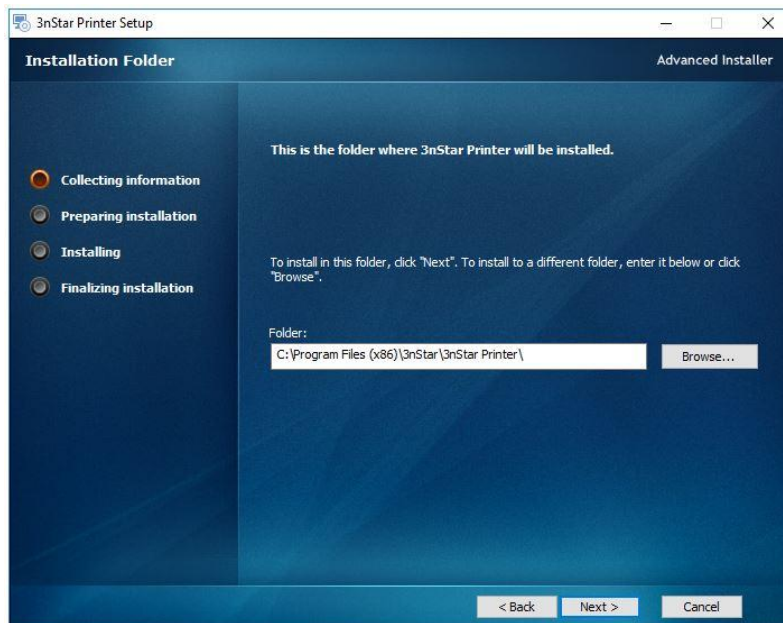 3nStar Printer Setup
Installation Folder
Advanced Installer
This is the folder where 3nStar Printer will be installed.
Collecting information
Preparing installation
Installing
Finalizing installation
To install in this folder, click "Next". To install to a different folder, enter it below or click
"Browse".
Folder:
C:\Program Files (x86)\3nStar\3nStar Printer\
Browse...
< Back
Next >
Cancel